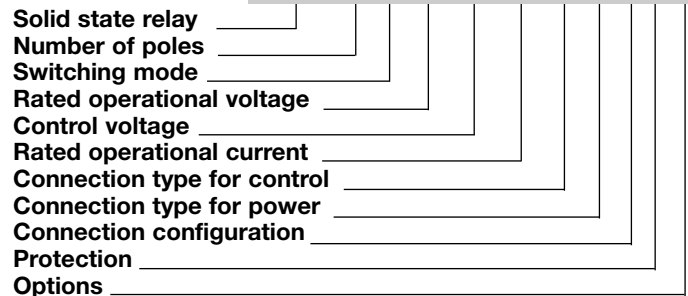 Solid state relay
Number of poles
Switching mode
Rated operational voltage
Control voltage
Rated operational current
Connection type for control
Connection type for power
Connection configuration
Protection
Options